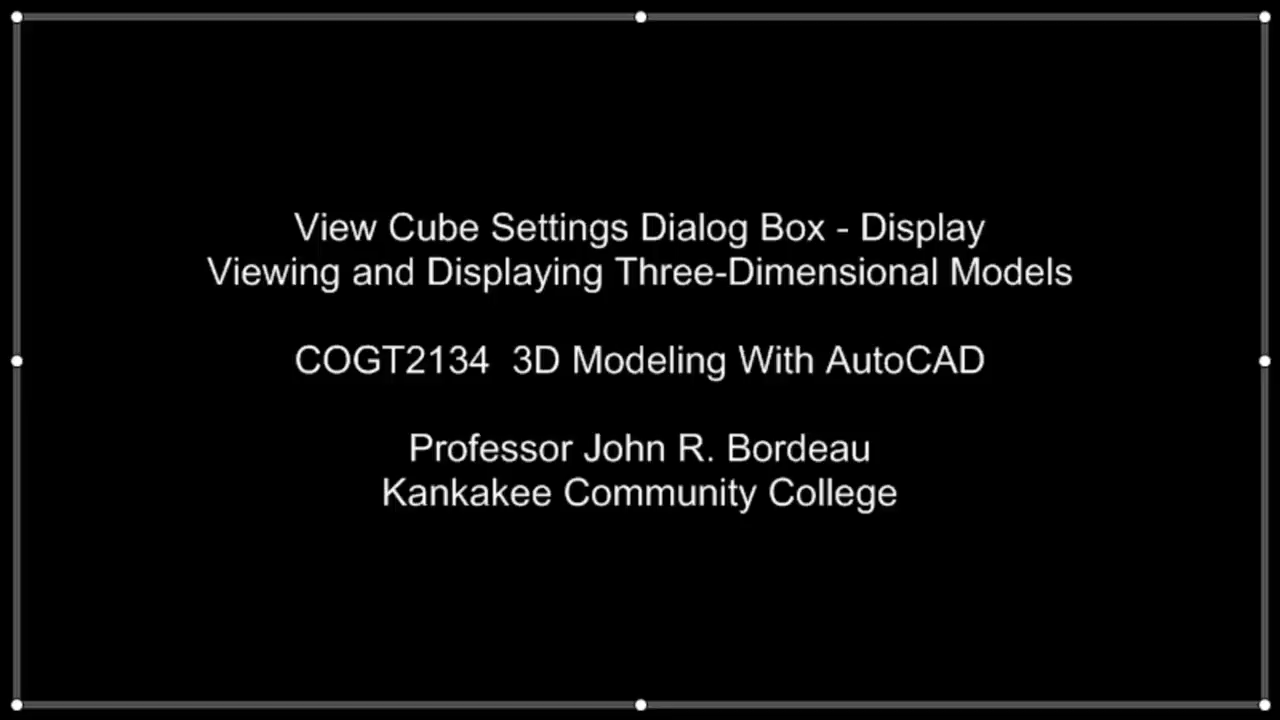 View Cube Settings Dialog Box - Display
Viewing and Displaying Three-Dimensional Models
COGT2134  3D Modeling With AutoCAD
Professor John R. Bordeau
Kankakee Community College